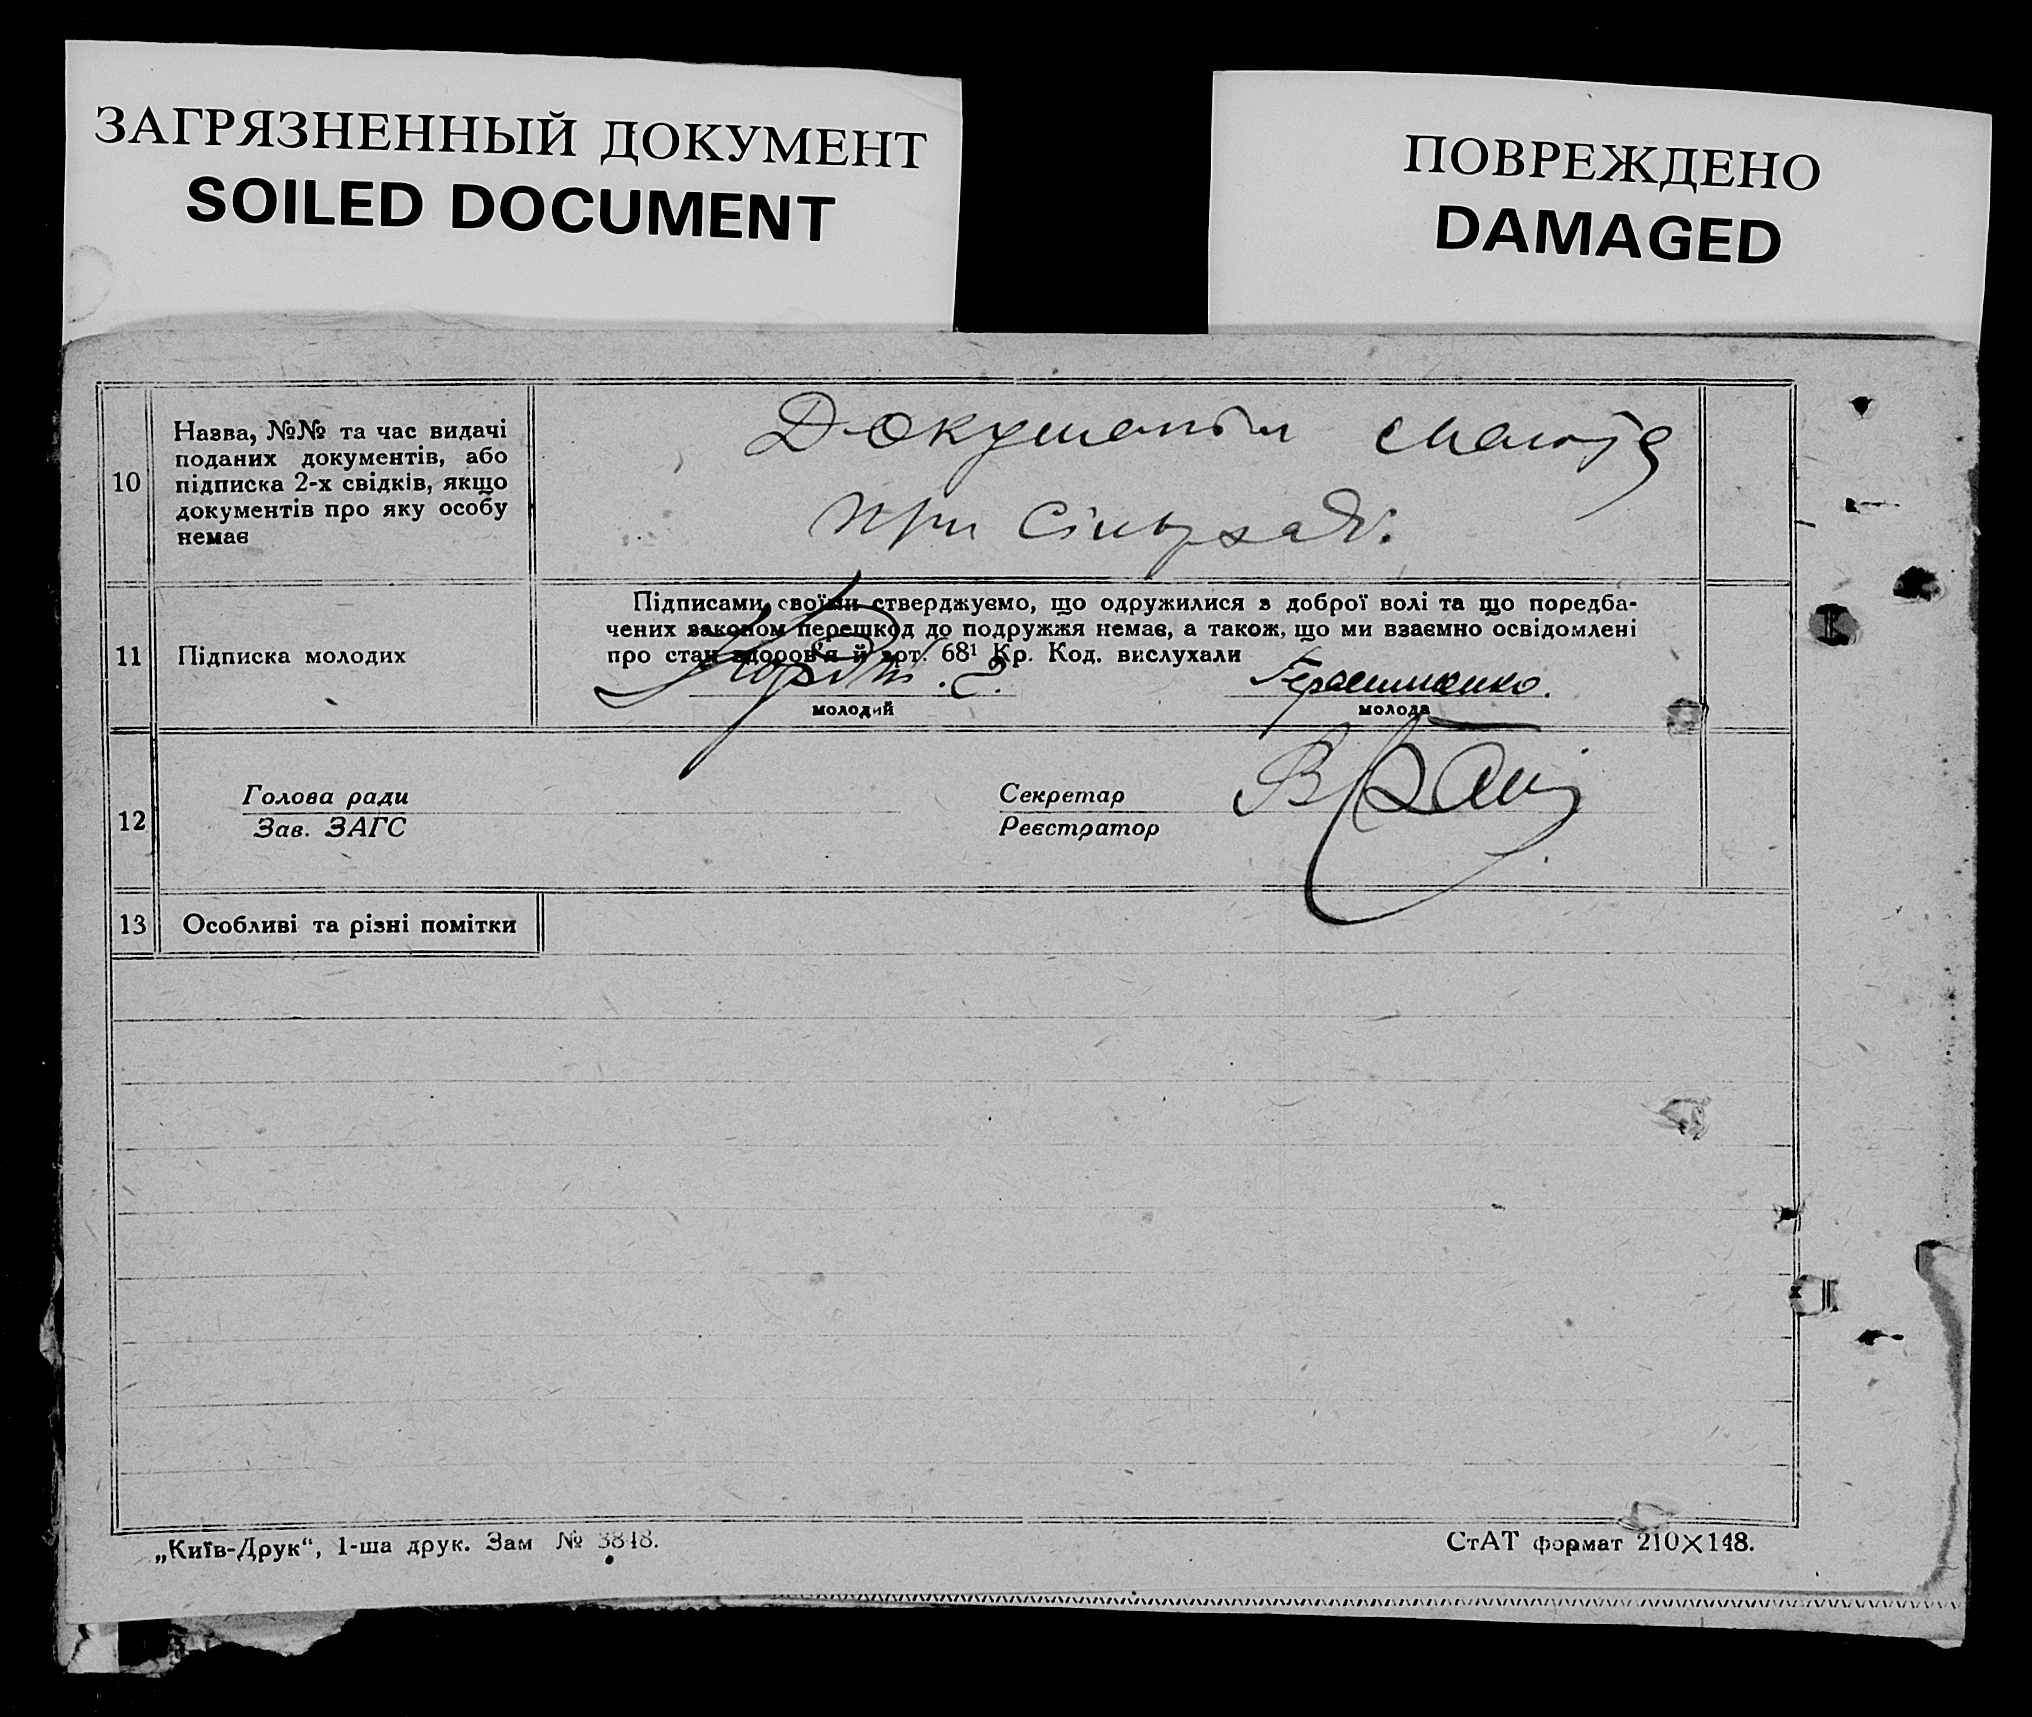 ЗАГРЯЗНЕННЫЙ ДОКУМЕНТ
SOILED DOCUMENT
ПОВРЕЖДЕНО
DAMAGED
10
Назва, №№ та час видачі
поданих документів, або
підписка 2-х свідків, якщо
документів про яку особу
немає
Документи
при Сільраді.
11
Підписка молодих
Підписами своїми стверджуємо, що одружилися з доброї волі та що поредба-
чених законом перешкод до подружжя немає, а також, що ми взаємно освідомлені
про стан здоров'я й арт. 68¹ Кр. Код. вислухали
Герасименко.
молодий
молода
12
Голова ради
Зав. ЗАГС
Секретар
Реєстратор
13
Особливі та різні помітки
„Київ-Друк“, 1-ша друк. Зам № 3848.
СтАТ формат 210×148.